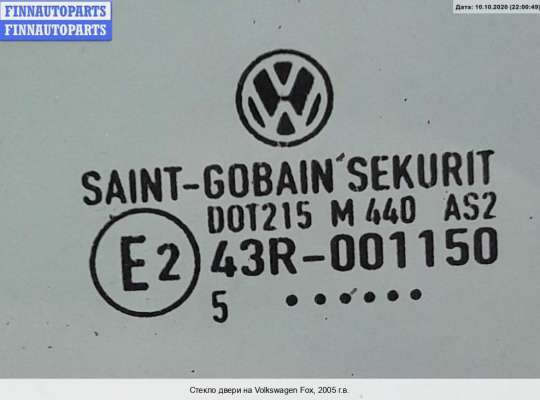 FINNAUTOPARTS
FINNAUTOPARTS
Дата: 10.10.2020 (22:00:49)
SAINT-GOBAIN SEKURIT
DOT215 M 440 AS2
E2 43R-001150
5 ......
Стекло двери на Volkswagen Fox, 2005 г.в.